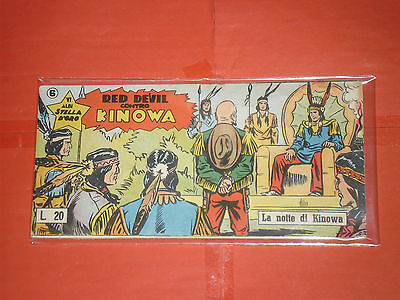 6
ALBI
STELLA
D'ORO
RED DEVIL
CONTRO
KINOWA
L. 20
La notte di Kinowa